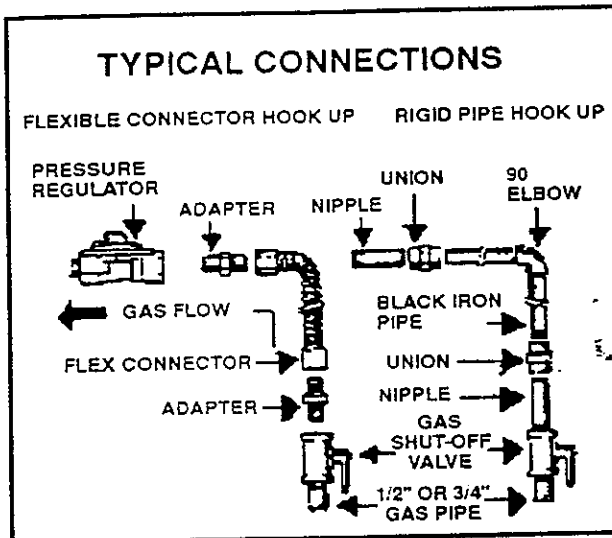 TYPICAL CONNECTIONS
FLEXIBLE CONNECTOR HOOK UP
RIGID PIPE HOOK UP
PRESSURE
REGULATOR
ADAPTER
NIPPLE
UNION
90
ELBOW
GAS FLOW
BLACK IRON
PIPE
FLEX CONNECTOR
UNION
ADAPTER
NIPPLE
GAS
SHUT-OFF
VALVE
1/2" OR 3/4"
GAS PIPE